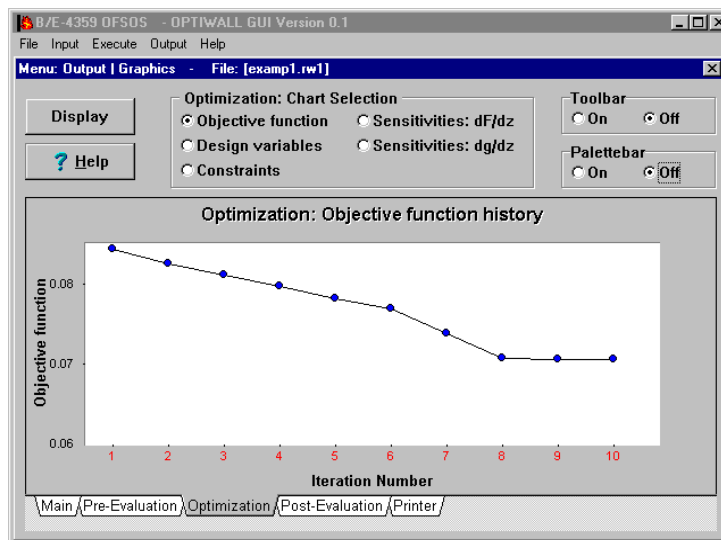 B/E-4359 OFSOS - OPTIWALL GUI Version 0.1
File Input Execute Output Help
Menu: Output | Graphics - File: [examp1.rw1]
Display
? Help
Optimization: Chart Selection
Objective function
Sensitivities: dF/dz
Design variables
Sensitivities: dg/dz
Constraints
Toolbar
On Off
Palettebar
On Off
Optimization: Objective function history
Objective function
0.08
0.07
0.06
1 2 3 4 5 6 7 8 9 10
Iteration Number
Main Pre-Evaluation Optimization Post-Evaluation Printer